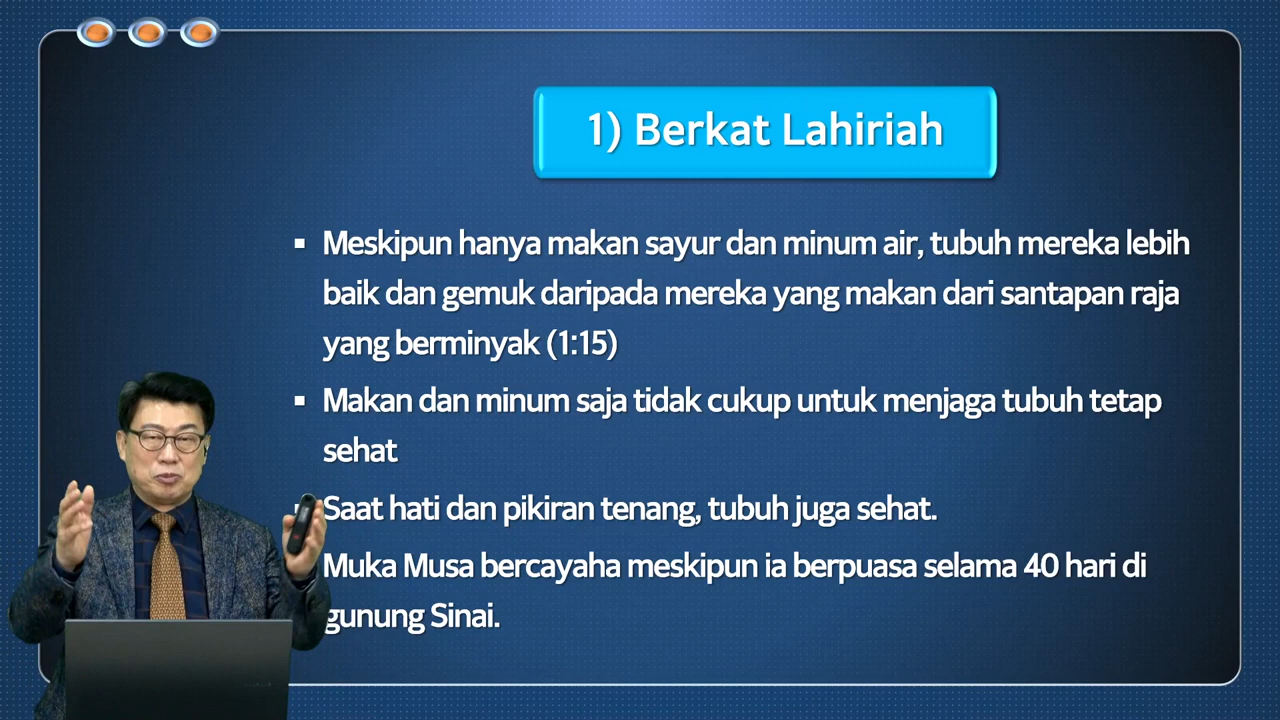 1) Berkat Lahiriah
▪ Meskipun hanya makan sayur dan minum air, tubuh mereka lebih
baik dan gemuk daripada mereka yang makan dari santapan raja
yang berminyak (1:15)
▪ Makan dan minum saja tidak cukup untuk menjaga tubuh tetap
sehat
▪ Saat hati dan pikiran tenang, tubuh juga sehat.
Muka Musa bercayaha meskipun ia berpuasa selama 40 hari di
gunung Sinai.